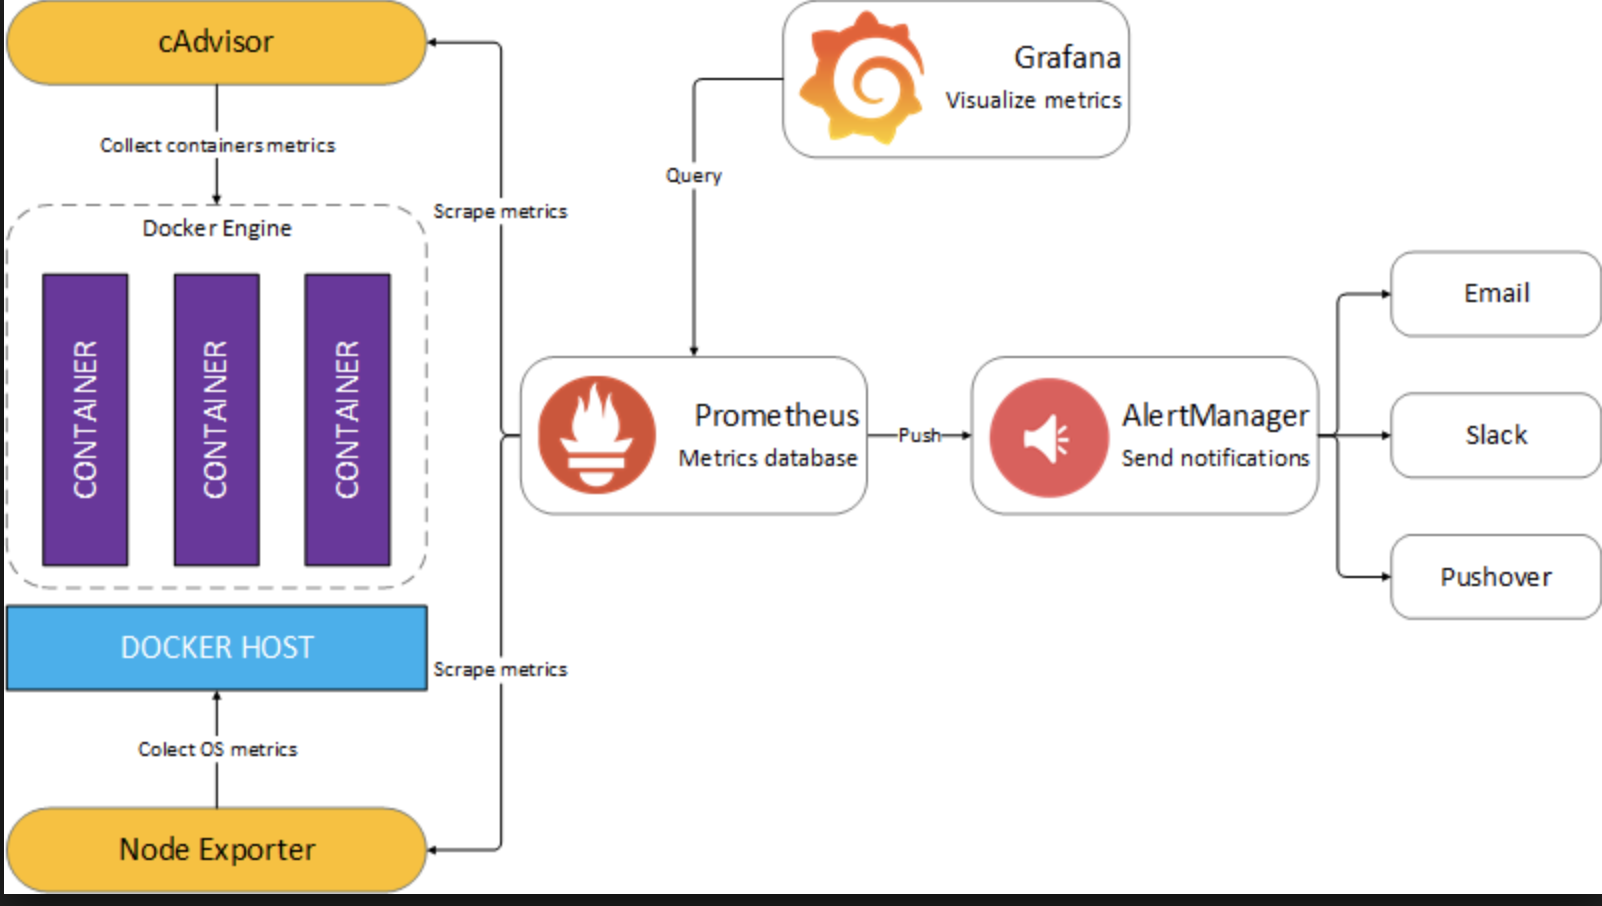 cAdvisor
Collect containers metrics
Docker Engine
CONTAINER
CONTAINER
CONTAINER
DOCKER HOST
Colect OS metrics
Node Exporter
Scrape metrics
Scrape metrics
Grafana
Visualize metrics
Query
Prometheus
Metrics database
Push
AlertManager
Send notifications
Email
Slack
Pushover